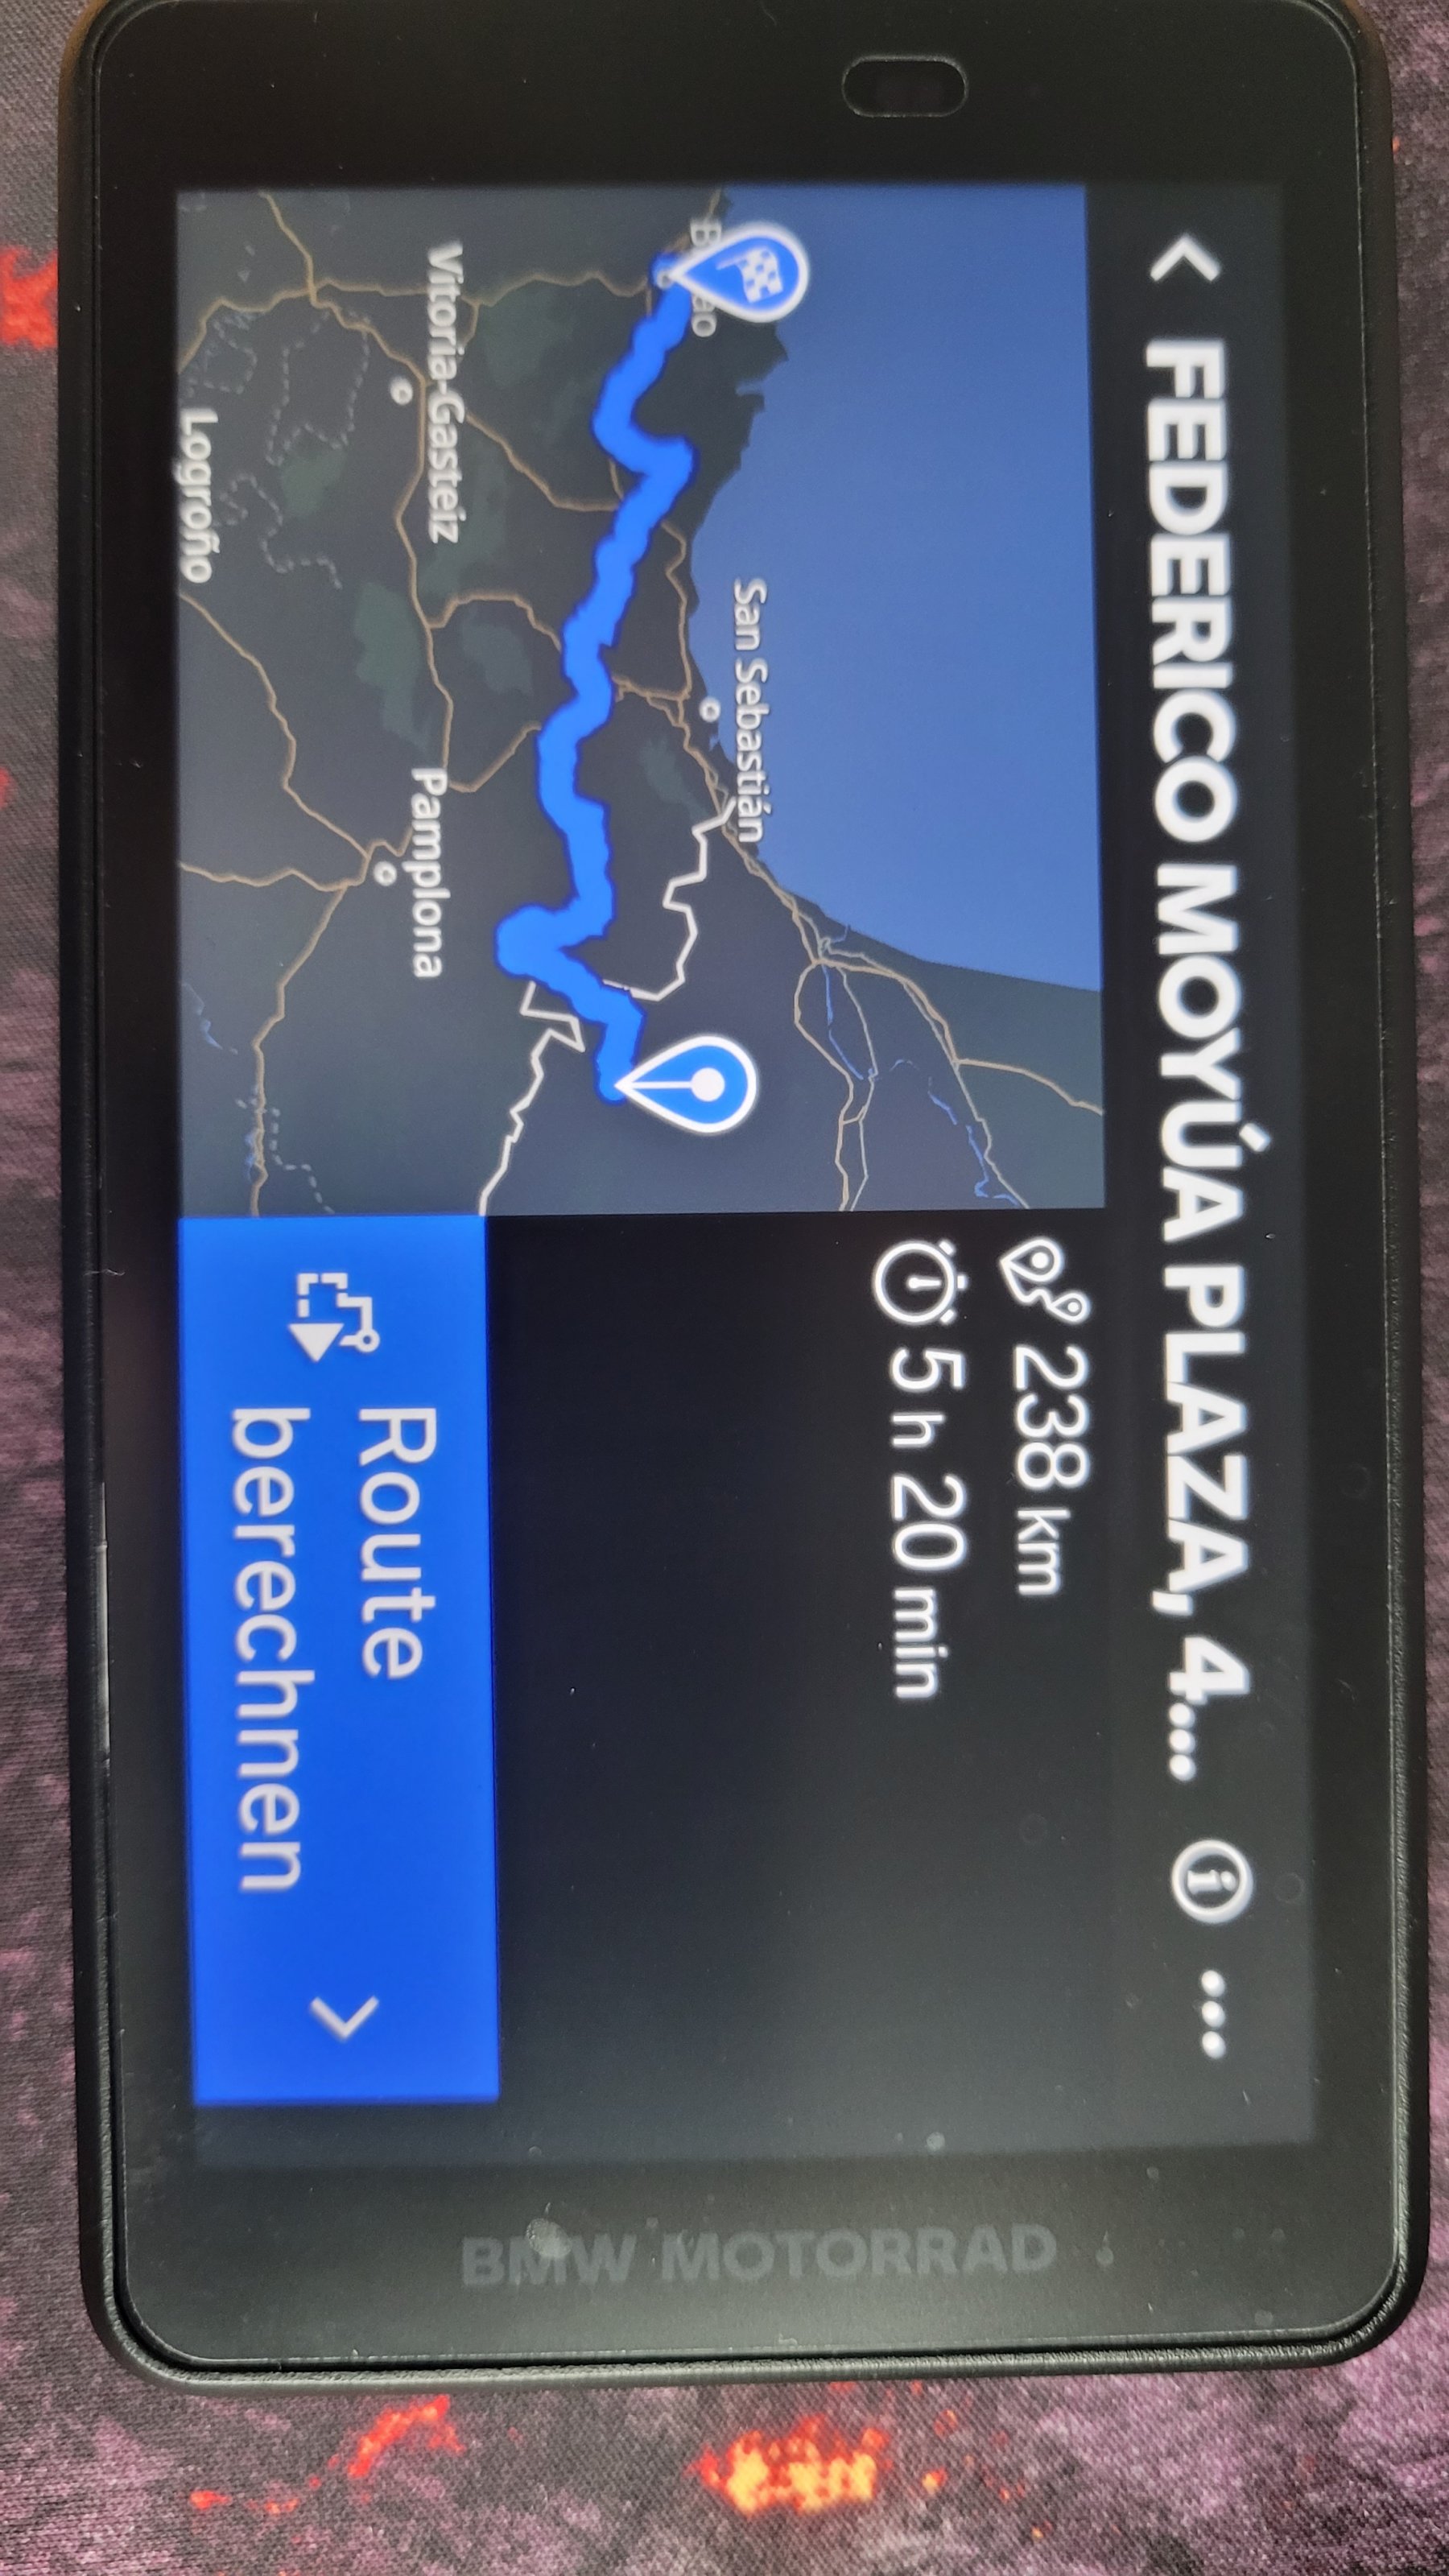 FEDERICO MOYÚA PLAZA, 4...
238 km
5 h 20 min
Route
berechnen
San Sebastián
Vitoria-Gasteiz
Pamplona
Logroño
BMW MOTORRAD